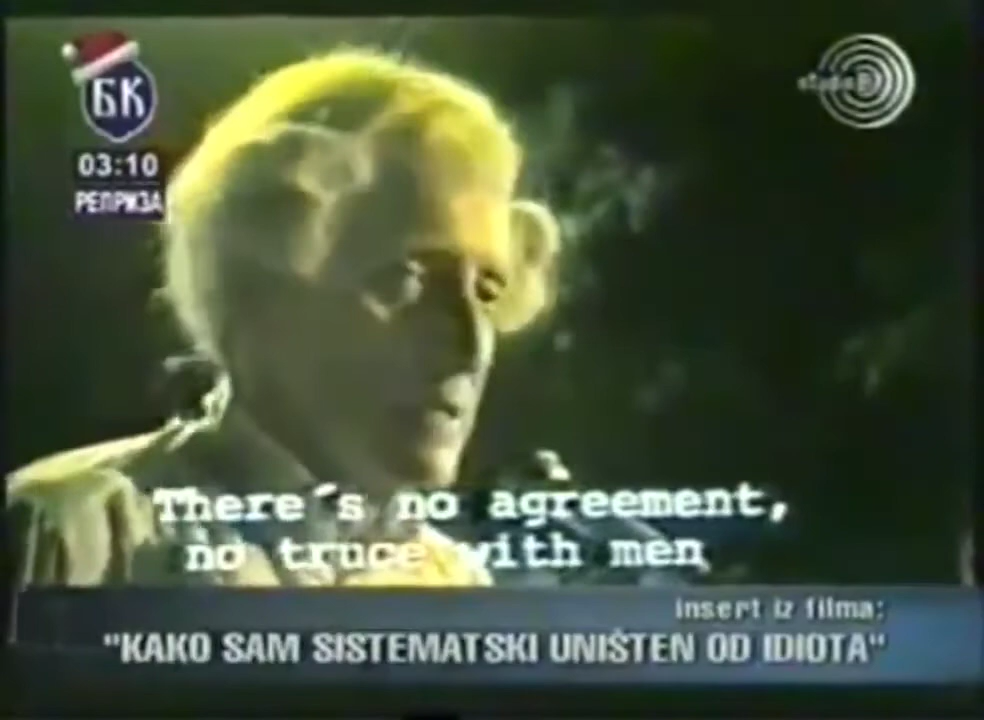 БК
03:10
РЕПРИЗА
studio B
There´s no agreement,
no truce with men
insert iz filma:
"KAKO SAM SISTEMATSKI UNIŠTEN OD IDIOTA"